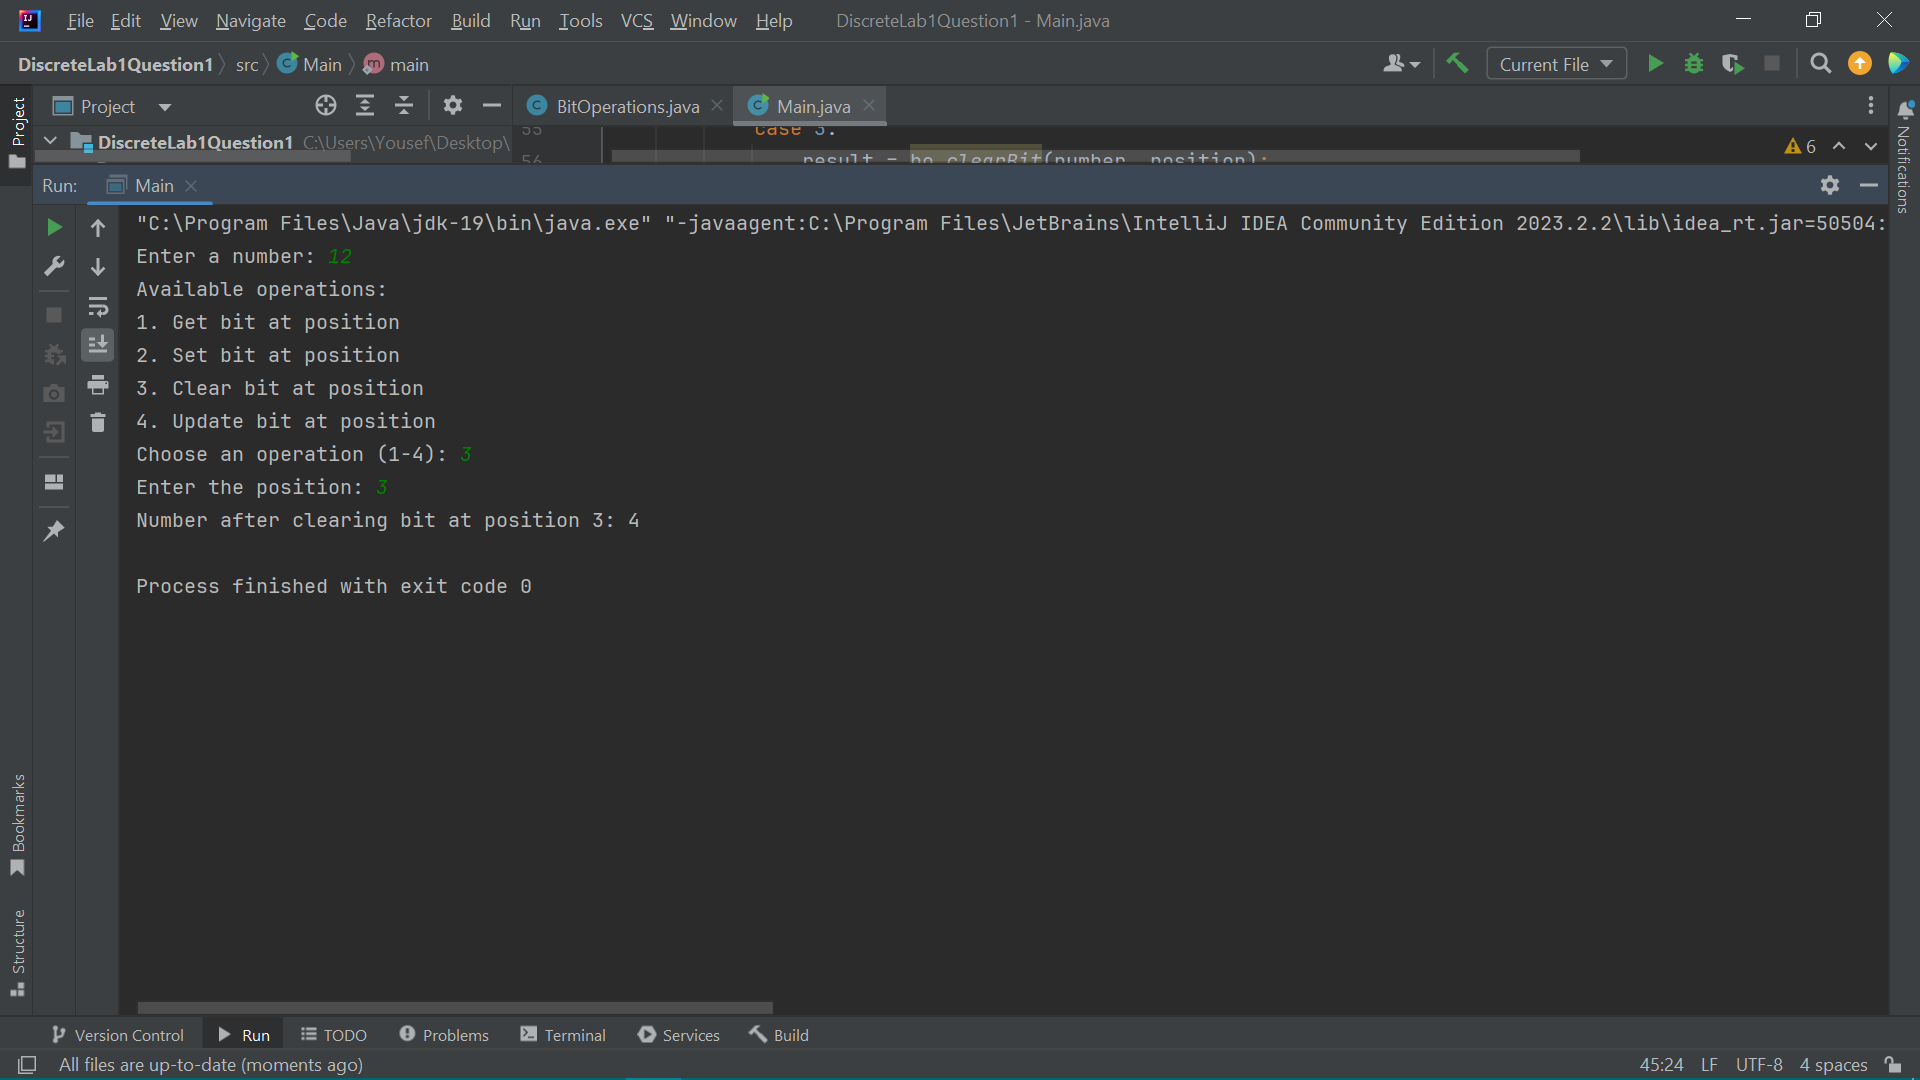 File Edit View Navigate Code Refactor Build Run Tools VCS Window Help DiscreteLab1Question1 - Main.java
DiscreteLab1Question1 src Main main
Current File
Project
BitOperations.java
Main.java
Project
DiscreteLab1Question1 C:\Users\Yousef\Desktop\
55 case 3:
56 result = bo.clearBit(number, position);
6
Notifications
Run: Main
"C:\Program Files\Java\jdk-19\bin\java.exe" "-javaagent:C:\Program Files\JetBrains\IntelliJ IDEA Community Edition 2023.2.2\lib\idea_rt.jar=50504:
Enter a number: 12
Available operations:
1. Get bit at position
2. Set bit at position
3. Clear bit at position
4. Update bit at position
Choose an operation (1-4): 3
Enter the position: 3
Number after clearing bit at position 3: 4
Process finished with exit code 0
Bookmarks
Structure
Version Control Run TODO Problems Terminal Services Build
All files are up-to-date (moments ago)
45:24 LF UTF-8 4 spaces